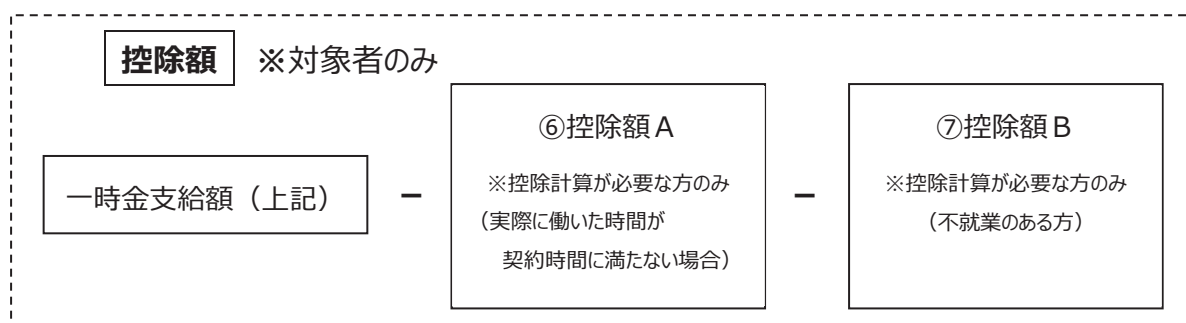 控除額 ※対象者のみ
一時金支給額（上記）
－
⑥控除額A
※控除計算が必要な方のみ
（実際に働いた時間が
契約時間に満たない場合）
－
⑦控除額B
※控除計算が必要な方のみ
（不就業のある方）